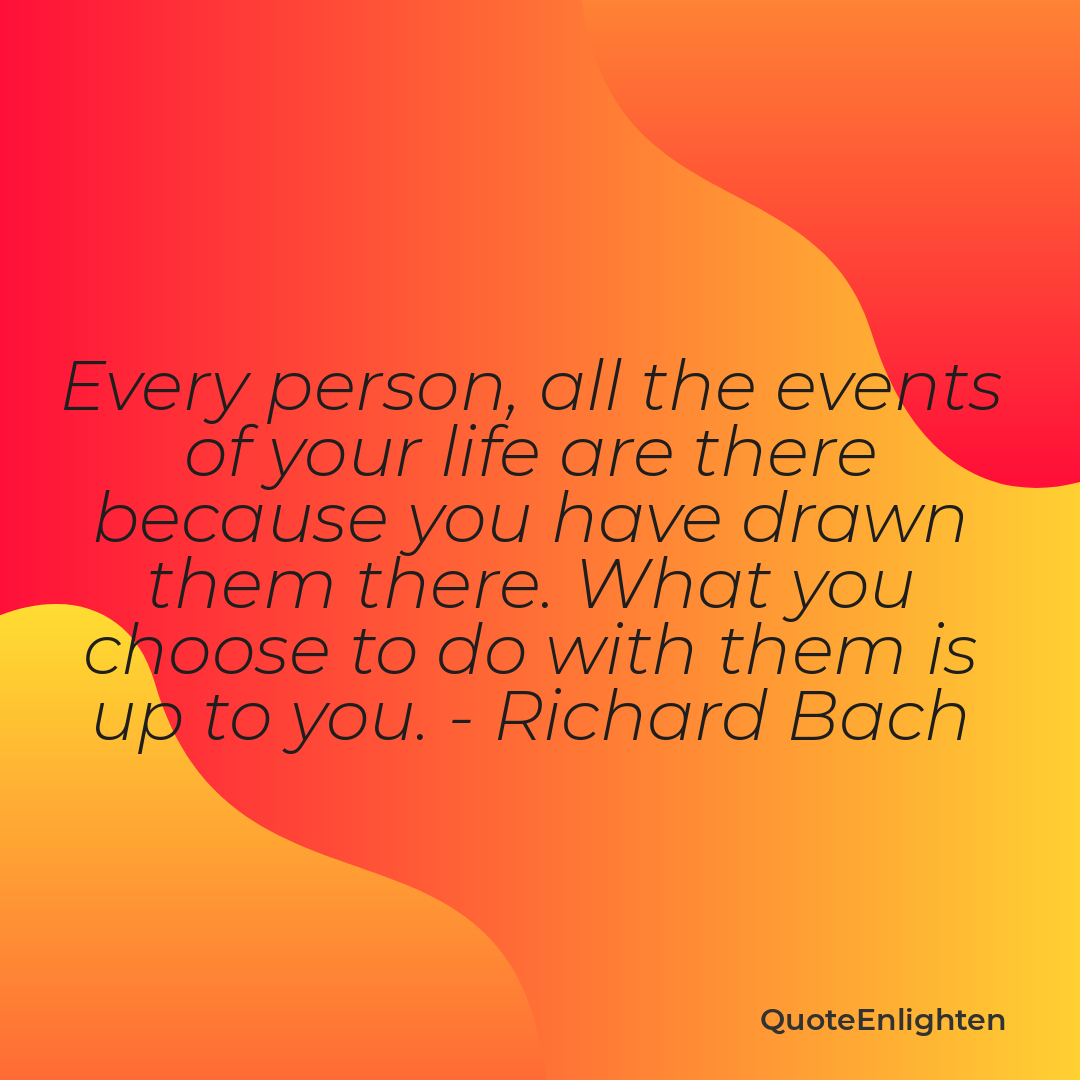 Every person, all the events
of your life are there
because you have drawn
them there. What you
choose to do with them is
up to you. - Richard Bach
QuoteEnlighten